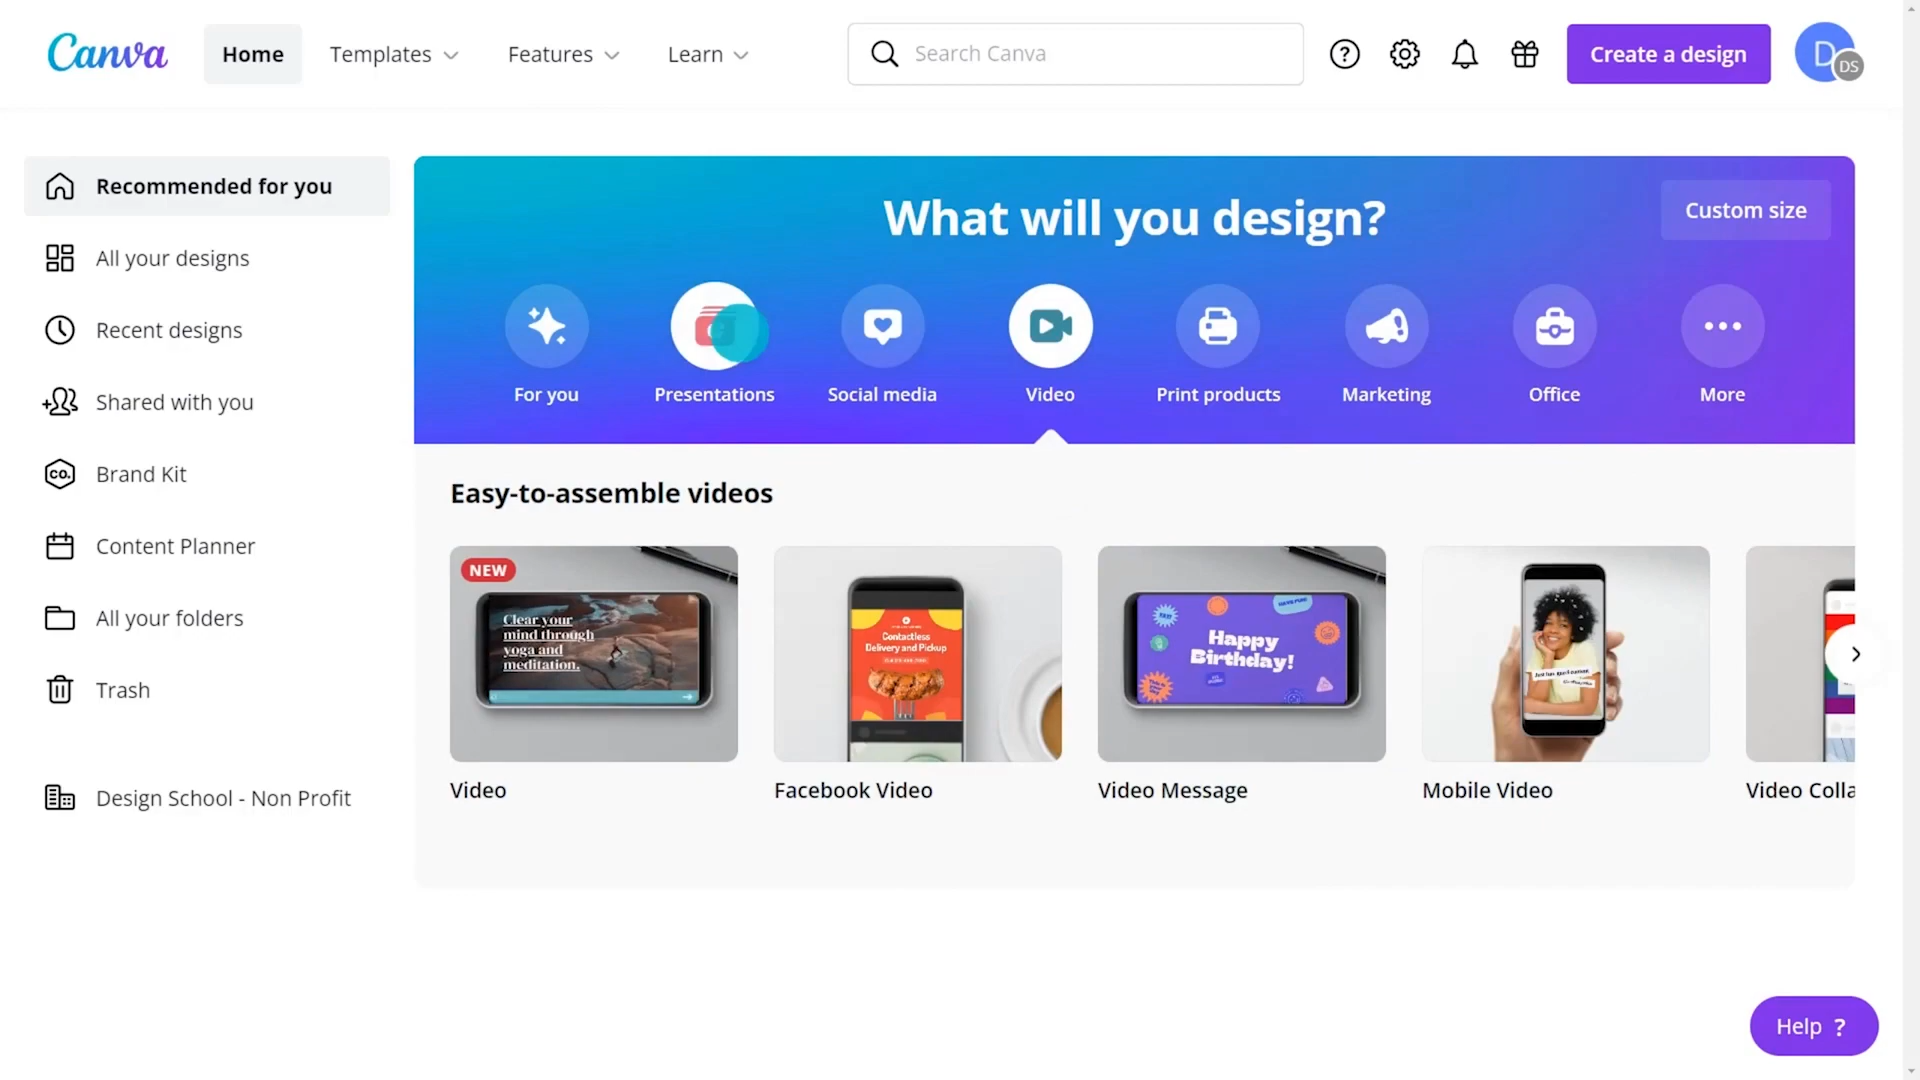 Canva
Home
Templates
Features
Learn
Search Canva
Create a design
D
DS
Recommended for you
All your designs
Recent designs
Shared with you
CO.
Brand Kit
Content Planner
All your folders
Trash
Design School - Non Profit
What will you design?
Custom size
For you
Presentations
Social media
Video
Print products
Marketing
Office
More
Easy-to-assemble videos
NEW
Clear your
mind through
yoga and
meditation.
Video
Contactless
Delivery and Pickup
Facebook Video
Happy
Birthday!
Video Message
Mobile Video
Video Colla
Help ?